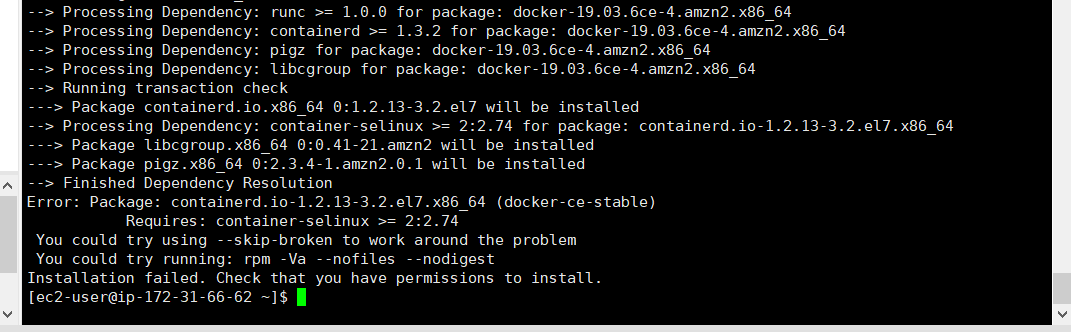 --> Processing Dependency: runc >= 1.0.0 for package: docker-19.03.6ce-4.amzn2.x86_64
--> Processing Dependency: containerd >= 1.3.2 for package: docker-19.03.6ce-4.amzn2.x86_64
--> Processing Dependency: pigz for package: docker-19.03.6ce-4.amzn2.x86_64
--> Processing Dependency: libcgroup for package: docker-19.03.6ce-4.amzn2.x86_64
--> Running transaction check
---> Package containerd.io.x86_64 0:1.2.13-3.2.el7 will be installed
--> Processing Dependency: container-selinux >= 2:2.74 for package: containerd.io-1.2.13-3.2.el7.x86_64
---> Package libcgroup.x86_64 0:0.41-21.amzn2 will be installed
---> Package pigz.x86_64 0:2.3.4-1.amzn2.0.1 will be installed
--> Finished Dependency Resolution
Error: Package: containerd.io-1.2.13-3.2.el7.x86_64 (docker-ce-stable)
           Requires: container-selinux >= 2:2.74
 You could try using --skip-broken to work around the problem
 You could try running: rpm -Va --nofiles --nodigest
Installation failed. Check that you have permissions to install.
[ec2-user@ip-172-31-66-62 ~]$